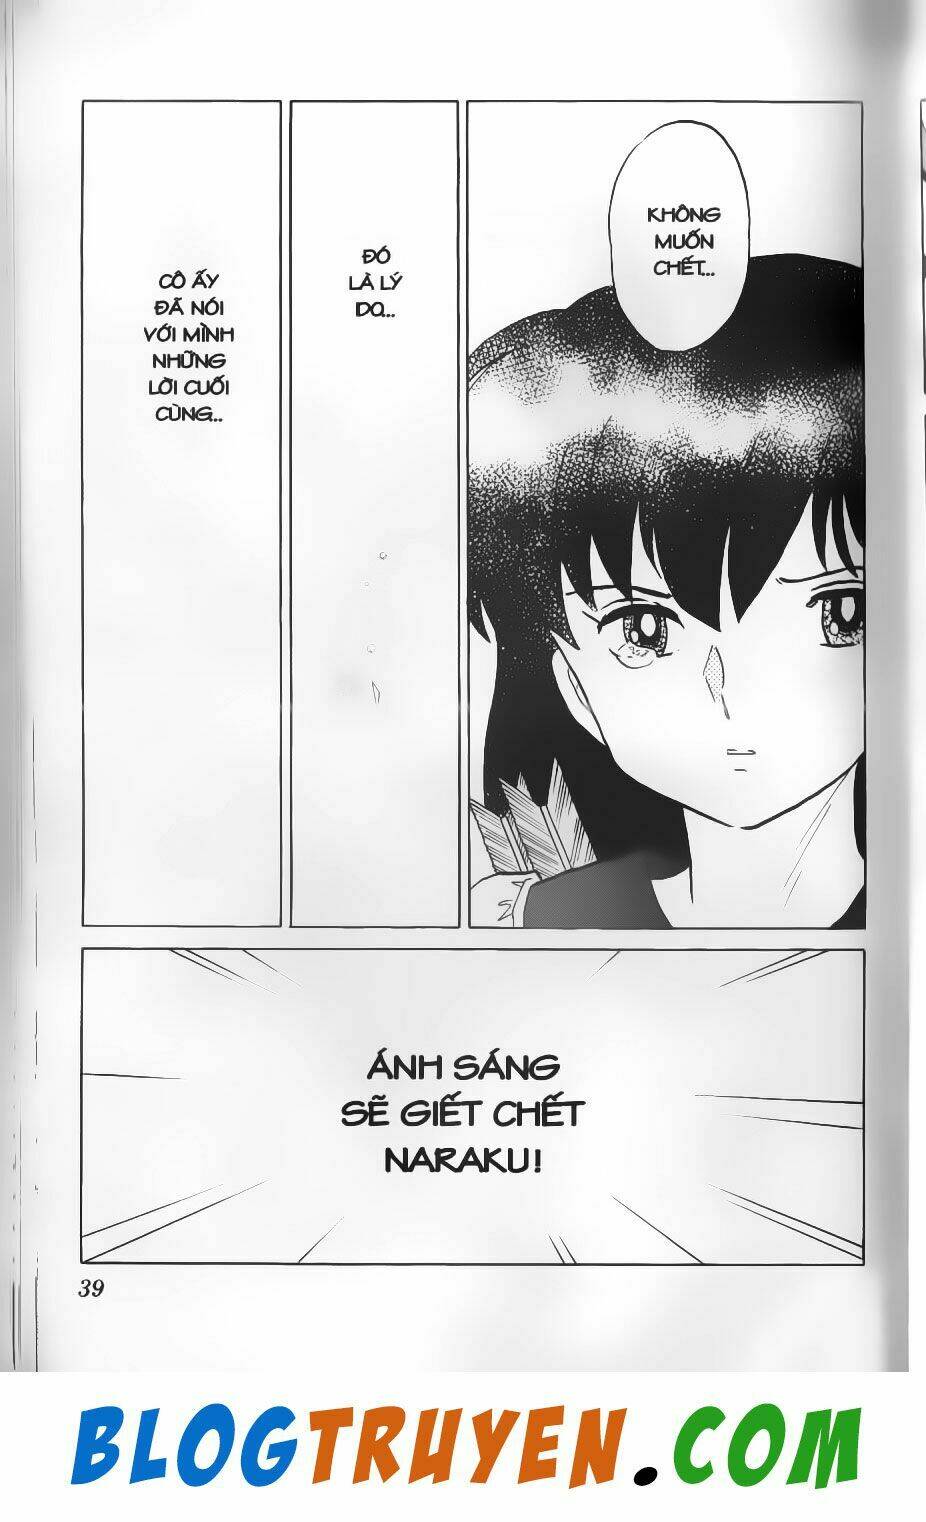 KHÔNG
MUỐN
CHẾT...
ĐÓ
LÀ LÝ
DO...
CÔ ẤY
ĐÃ NÓI
VỚI MÌNH
NHỮNG
LỜI CUỐI
CÙNG...
ÁNH SÁNG
SẼ GIẾT CHẾT
NARAKU!
39
BLOGTRUYEN.COM